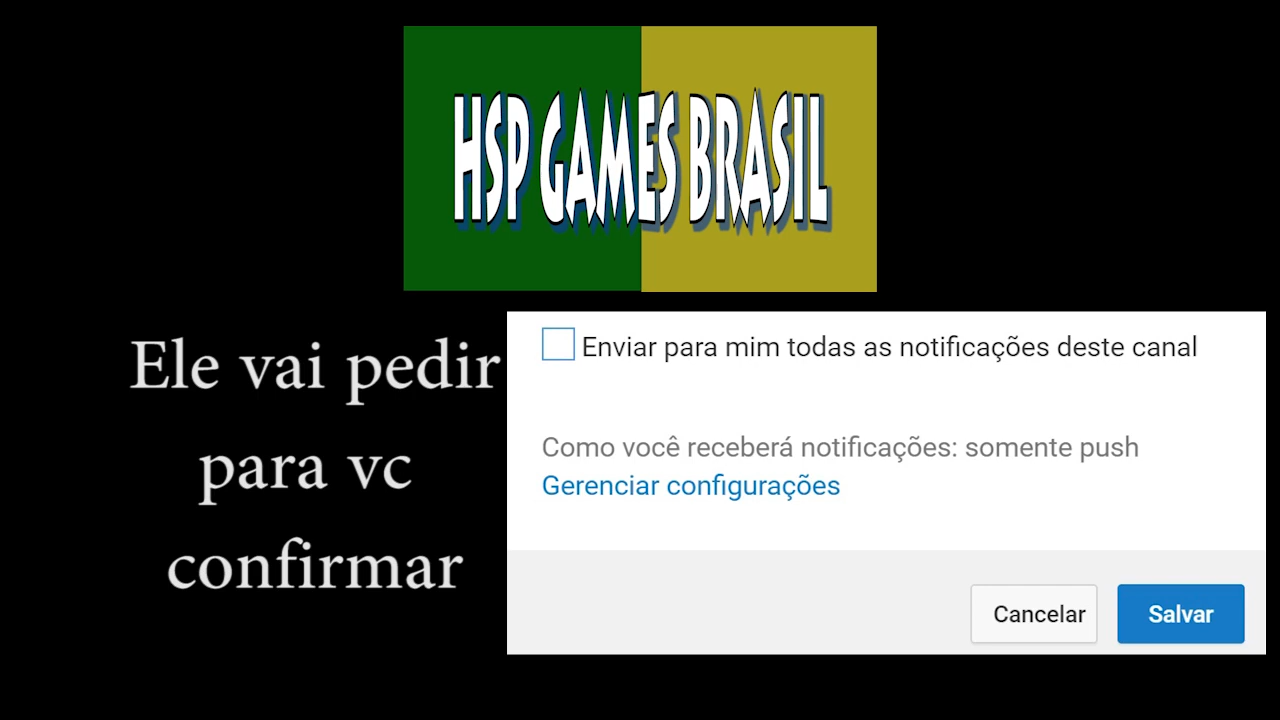 HSP GAMES BRASIL
Ele vai pedir
para vc
confirmar
Enviar para mim todas as notificações deste canal
Como você receberá notificações: somente push
Gerenciar configurações
Cancelar
Salvar